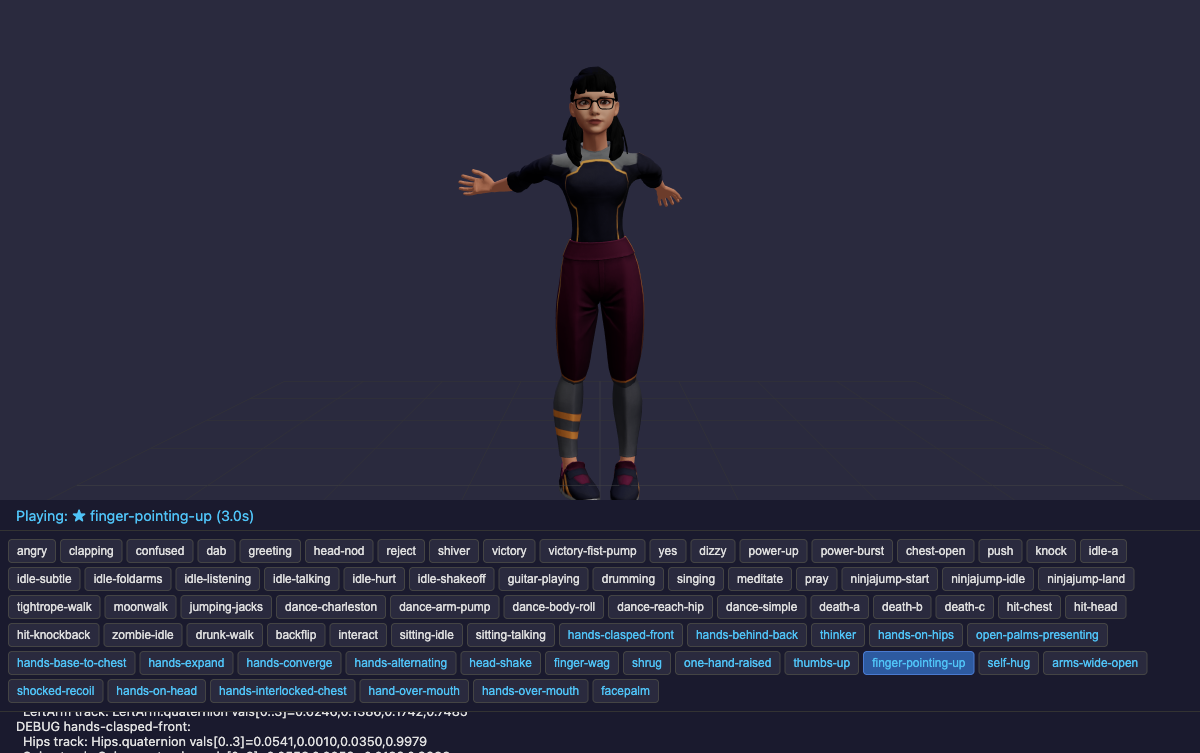 Playing: ★ finger-pointing-up (3.0s)
angry clapping confused dab greeting head-nod reject shiver victory victory-fist-pump yes dizzy power-up power-burst chest-open push knock idle-a
idle-subtle idle-foldarms idle-listening idle-talking idle-hurt idle-shakeoff guitar-playing drumming singing meditate pray ninjajump-start ninjajump-idle ninjajump-land
tightrope-walk moonwalk jumping-jacks dance-charleston dance-arm-pump dance-body-roll dance-reach-hip dance-simple death-a death-b death-c hit-chest hit-head
hit-knockback zombie-idle drunk-walk backflip interact sitting-idle sitting-talking hands-clasped-front hands-behind-back thinker hands-on-hips open-palms-presenting
hands-base-to-chest hands-expand hands-converge hands-alternating head-shake finger-wag shrug one-hand-raised thumbs-up finger-pointing-up self-hug arms-wide-open
shocked-recoil hands-on-head hands-interlocked-chest hand-over-mouth hands-over-mouth facepalm
LeftArm track: LeftArm.quaternion
DEBUG hands-clasped-front:
Hips track: Hips.quaternion vals[0..3]=0.0541,0.0010,0.0350,0.9979